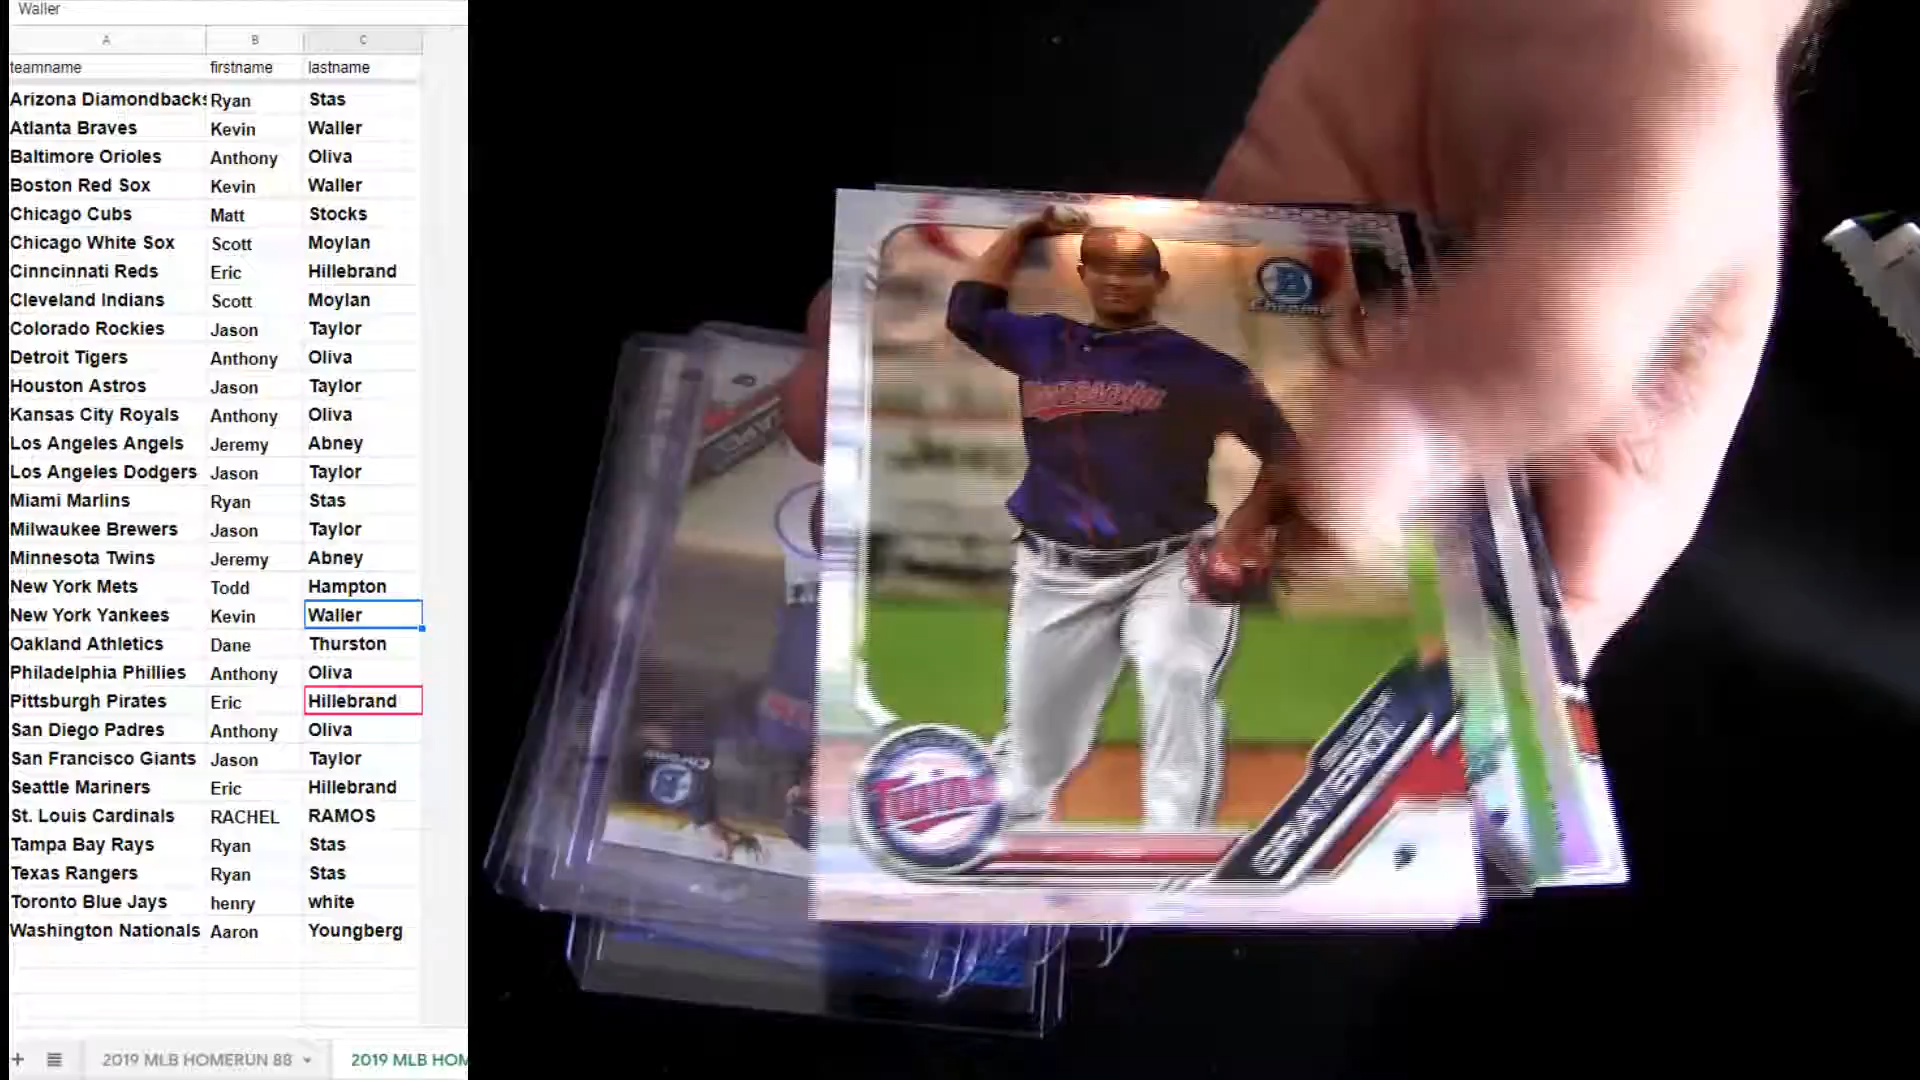 Waller
A B C
teamname firstname lastname
Arizona Diamondbacks Ryan Stas
Atlanta Braves Kevin Waller
Baltimore Orioles Anthony Oliva
Boston Red Sox Kevin Waller
Chicago Cubs Matt Stocks
Chicago White Sox Scott Moylan
Cinncinnati Reds Eric Hillebrand
Cleveland Indians Scott Moylan
Colorado Rockies Jason Taylor
Detroit Tigers Anthony Oliva
Houston Astros Jason Taylor
Kansas City Royals Anthony Oliva
Los Angeles Angels Jeremy Abney
Los Angeles Dodgers Jason Taylor
Miami Marlins Ryan Stas
Milwaukee Brewers Jason Taylor
Minnesota Twins Jeremy Abney
New York Mets Todd Hampton
New York Yankees Kevin Waller
Oakland Athletics Dane Thurston
Philadelphia Phillies Anthony Oliva
Pittsburgh Pirates Eric Hillebrand
San Diego Padres Anthony Oliva
San Francisco Giants Jason Taylor
Seattle Mariners Eric Hillebrand
St. Louis Cardinals RACHEL RAMOS
Tampa Bay Rays Ryan Stas
Texas Rangers Ryan Stas
Toronto Blue Jays henry white
Washington Nationals Aaron Youngberg
2019 MLB HOMERUN 88 2019 MLB HOM
Chrome
Twins
Chrome